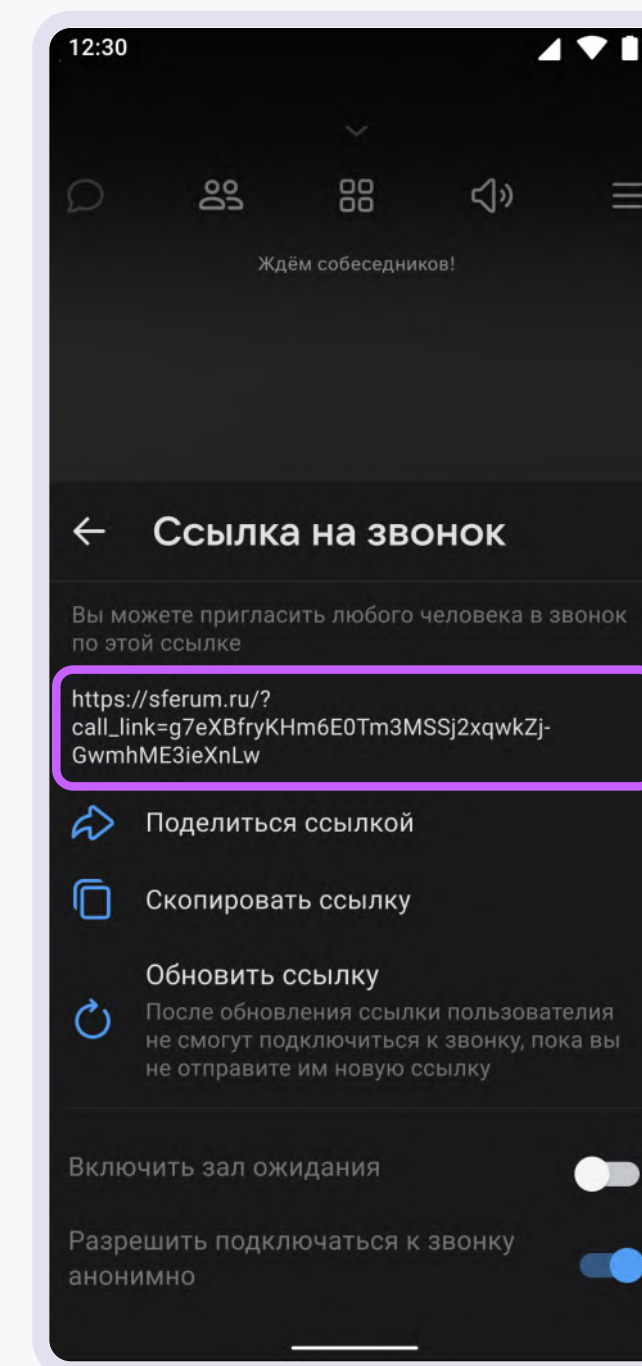 12:30
Ждём собеседников!
Ссылка на звонок
Вы можете пригласить любого человека в звонок
по этой ссылке
https://sferum.ru/?
call_link=g7eXBfryKHm6E0Tm3MSSj2xqwkZj-
GwmhME3ieXnLw
Поделиться ссылкой
Скопировать ссылку
Обновить ссылку
После обновления ссылки пользователия
не смогут подключиться к звонку, пока вы
не отправите им новую ссылку
Включить зал ожидания
Разрешить подключаться к звонку
анонимно